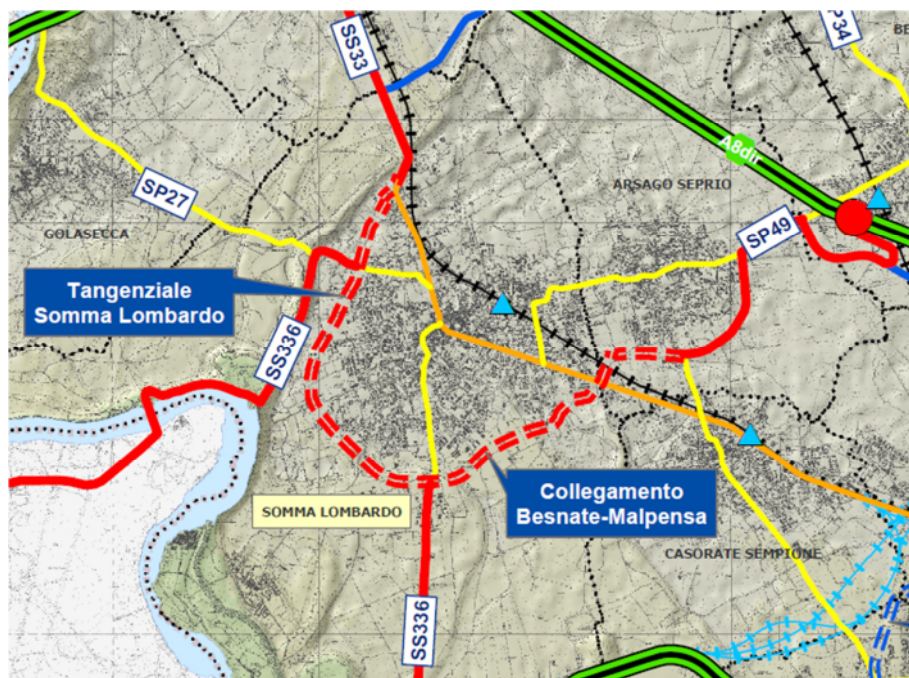 SS33
SP34
BE
A8dir
ARSAGO SEPRIO
SP27
GOLASECCA
SP49
Tangenziale
Somma Lombardo
SS336
SOMMA LOMBARDO
Collegamento
Besnate-Malpensa
CASORATE SEMPIONE
SS336